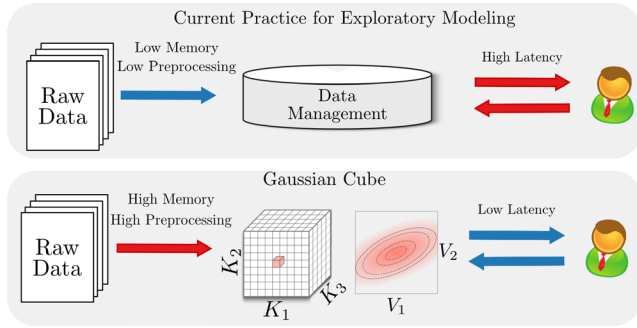 Current Practice for Exploratory Modeling
Low Memory
Low Preprocessing
High Latency
Raw
Data
Data
Management
Gaussian Cube
High Memory
High Preprocessing
Low Latency
Raw
Data
K₂
K₁
K₃
V₂
V₁